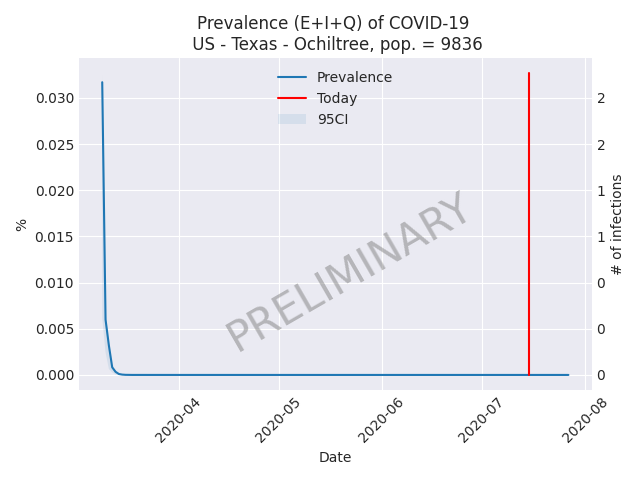 Prevalence (E+I+Q) of COVID-19
US - Texas - Ochiltree, pop. = 9836
Prevalence
Today
95CI
0.030
0.025
0.020
0.015
0.010
0.005
0.000
%
2
2
1
1
0
0
0
# of infections
PRELIMINARY
2020-04
2020-05
2020-06
2020-07
2020-08
Date